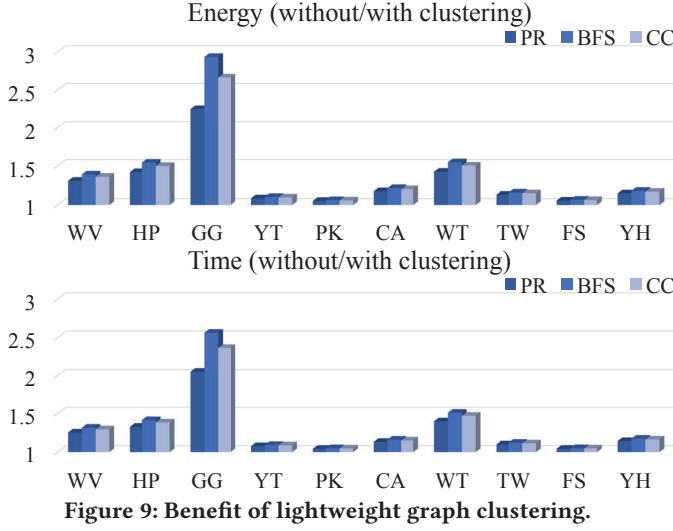 Energy (without/with clustering)
PR BFS CC
3
2.5
2
1.5
1
WV HP GG YT PK CA WT TW FS YH
Time (without/with clustering)
PR BFS CC
3
2.5
2
1.5
1
WV HP GG YT PK CA WT TW FS YH
Figure 9: Benefit of lightweight graph clustering.